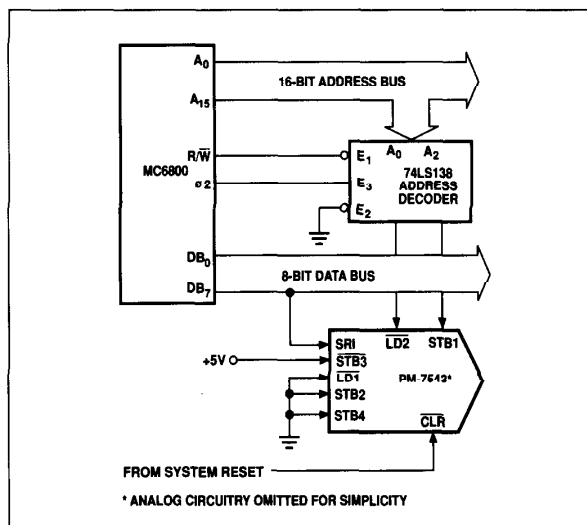 A0
16-BIT ADDRESS BUS
A15
R/W
E1
A0 A2
MC6800
74LS138
ADDRESS
DECODER
ø2
E3
E2
DB0
8-BIT DATA BUS
DB7
SRI
LD2
STB1
+5V
STB3
LD1
PM-7543*
STB2
STB4
CLR
FROM SYSTEM RESET
* ANALOG CIRCUITRY OMITTED FOR SIMPLICITY